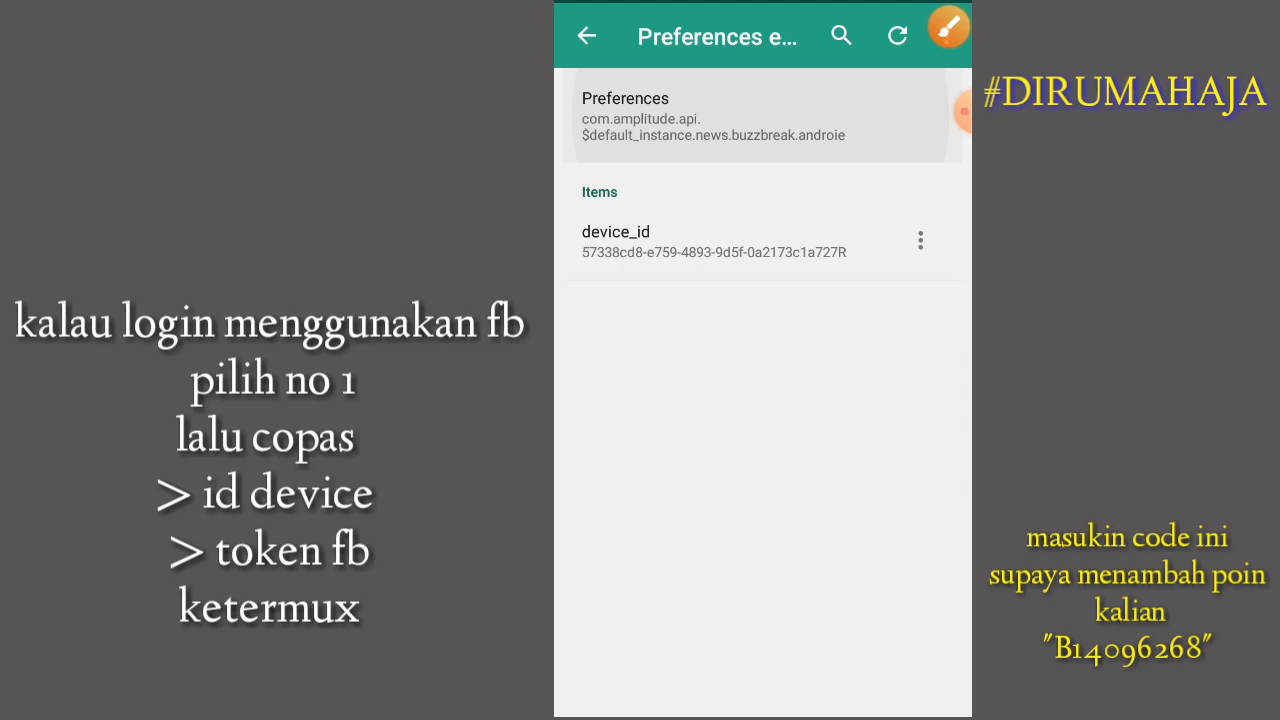 kalau login menggunakan fb
pilih no 1
lalu copas
> id device
> token fb
ketermux
Preferences e...
Preferences
com.amplitude.api.
$default_instance.news.buzzbreak.androie
Items
device_id
57338cd8-e759-4893-9d5f-0a2173c1a727R
#DIRUMAHAJA
masukin code ini
supaya menambah poin
kalian
"B14096268"